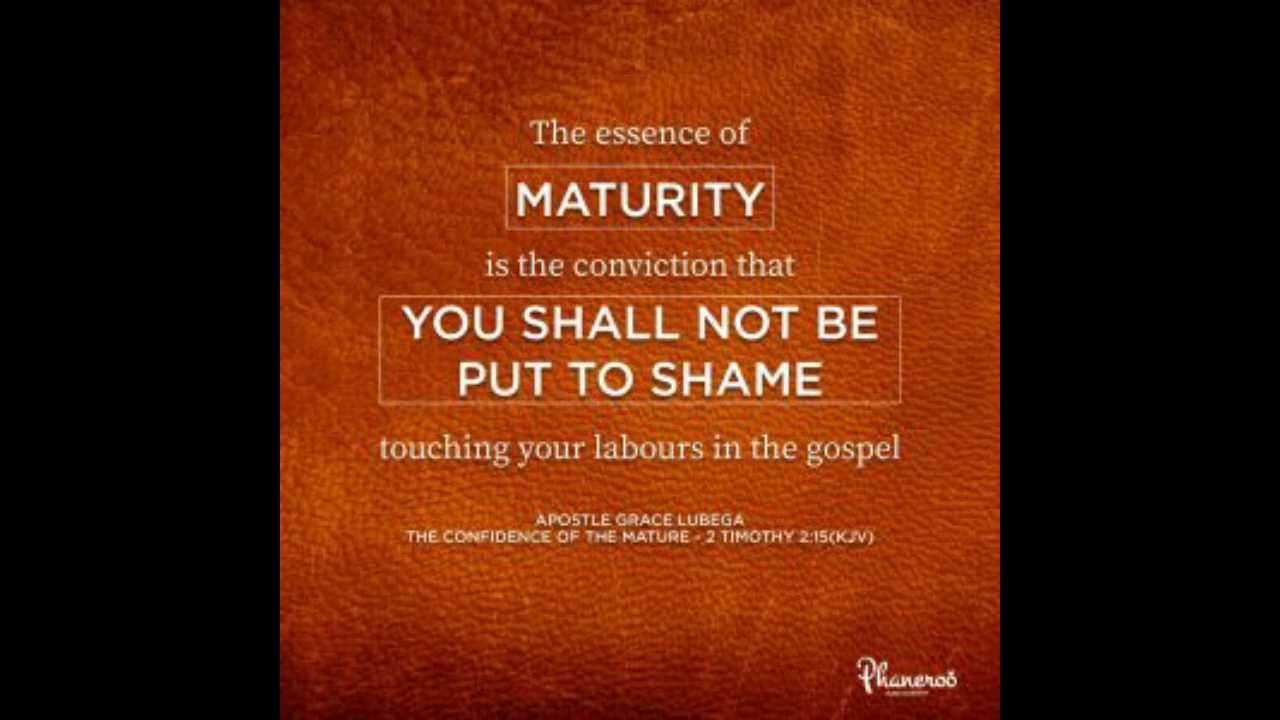 The essence of
MATURITY
is the conviction that
YOU SHALL NOT BE
PUT TO SHAME
touching your labours in the gospel
APOSTLE GRACE LUBEGA
THE CONFIDENCE OF THE MATURE - 2 TIMOTHY 2:15(KJV)
Phaneroo